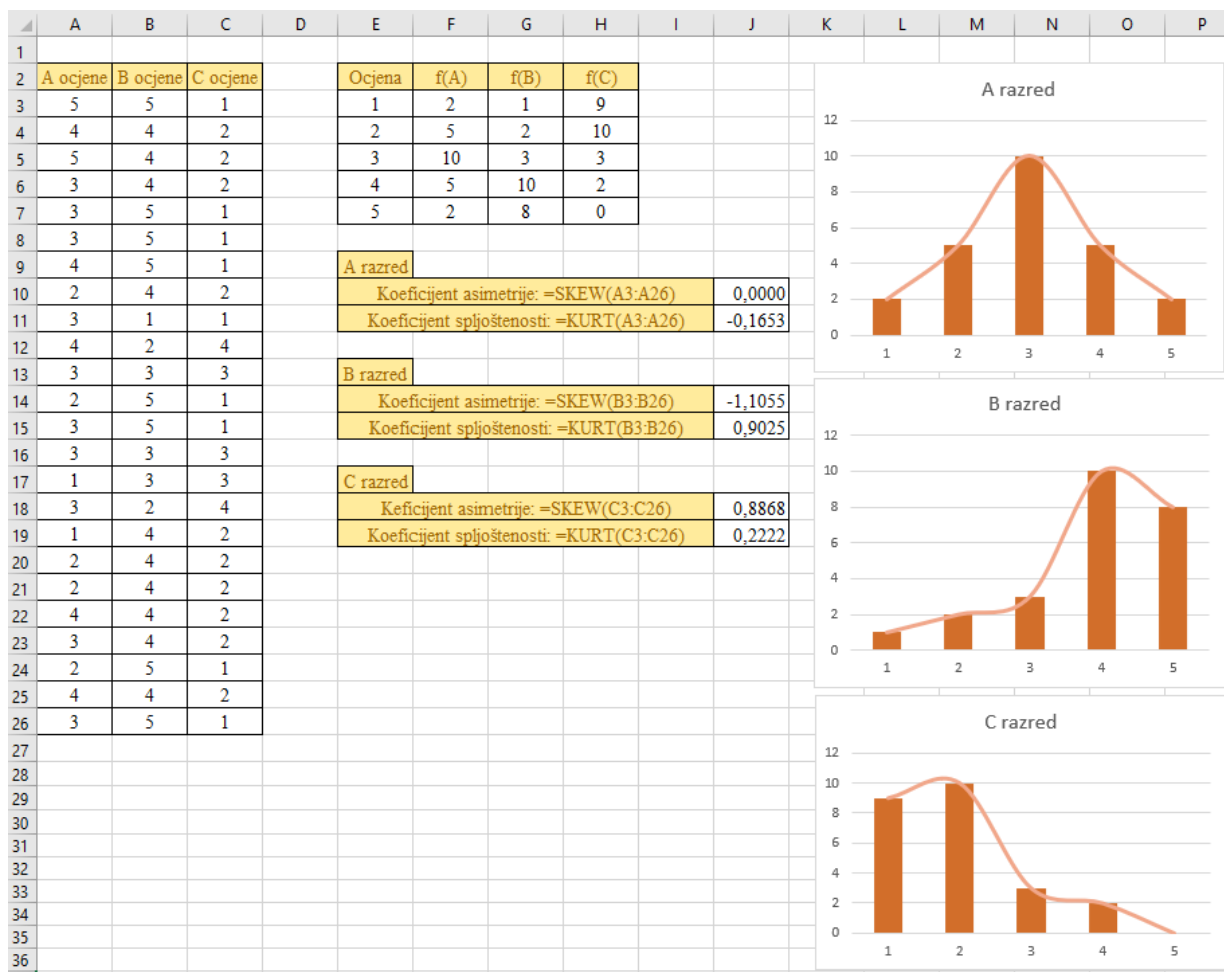 A B C D E F G H I J K L M N O P
1
2 A ocjene B ocjene C ocjene Ocjena f(A) f(B) f(C)
3 5 5 1 1 2 1 9
4 4 4 2 2 5 2 10
5 5 4 2 3 10 3 3
6 3 4 2 4 5 10 2
7 3 5 1 5 2 8 0
8 3 5 1
9 4 5 1 A razred
10 2 4 2 Koeficijent asimetrije: =SKEW(A3:A26) 0,0000
11 3 1 1 Koeficijent spljoštenosti: =KURT(A3:A26) -0,1653
12 4 2 4
13 3 3 3 B razred
14 2 5 1 Koeficijent asimetrije: =SKEW(B3:B26) -1,1055
15 3 5 1 Koeficijent spljoštenosti: =KURT(B3:B26) 0,9025
16 3 3 3
17 1 3 3 C razred
18 3 2 4 Keficijent asimetrije: =SKEW(C3:C26) 0,8868
19 1 4 2 Koeficijent spljoštenosti: =KURT(C3:C26) 0,2222
20 2 4 2
21 2 4 2
22 4 4 2
23 3 4 2
24 2 5 1
25 4 4 2
26 3 5 1
27
28
29
30
31
32
33
34
35
36
A razred
12
10
8
6
4
2
0
1 2 3 4 5
B razred
12
10
8
6
4
2
0
1 2 3 4 5
C razred
12
10
8
6
4
2
0
1 2 3 4 5